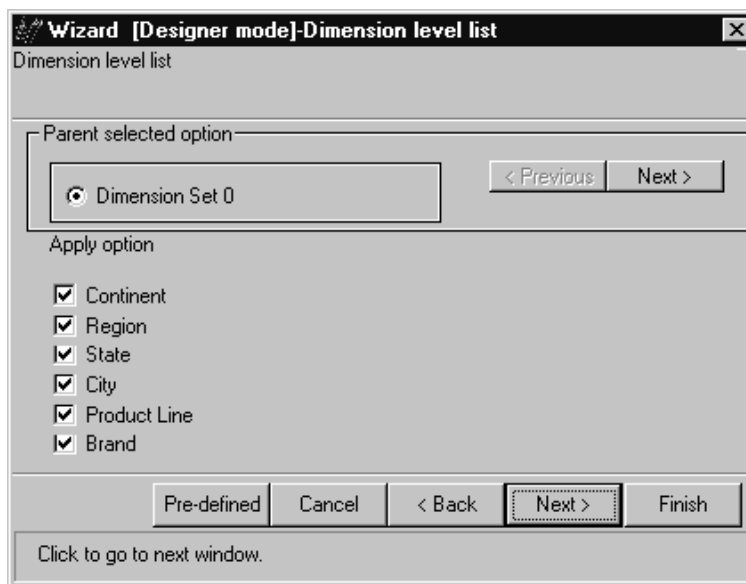 Wizard [Designer mode]-Dimension level list
Dimension level list
Parent selected option
Dimension Set 0
< Previous Next >
Apply option
Continent
Region
State
City
Product Line
Brand
Pre-defined Cancel < Back Next > Finish
Click to go to next window.